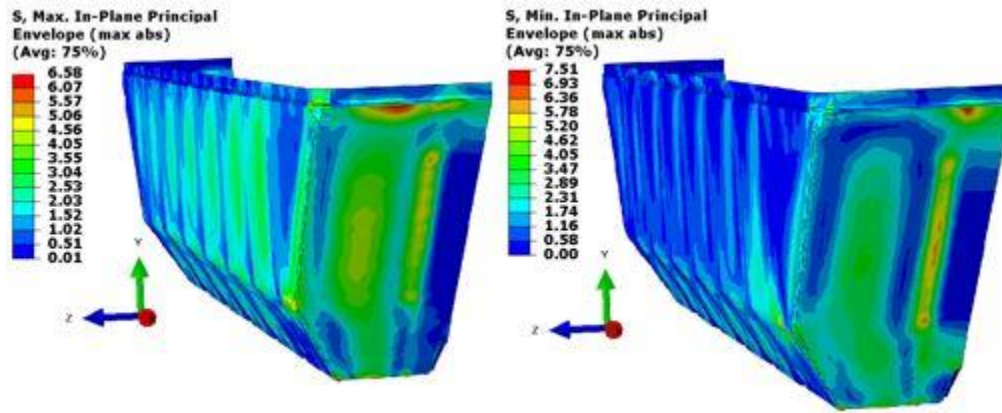 S, Max. In-Plane Principal
Envelope (max abs)
(Avg: 75%)
6.58
6.07
5.57
5.06
4.56
4.05
3.55
3.04
2.53
2.03
1.52
1.02
0.51
0.01
Y
Z
S, Min. In-Plane Principal
Envelope (max abs)
(Avg: 75%)
7.51
6.93
6.36
5.78
5.20
4.62
4.05
3.47
2.89
2.31
1.74
1.16
0.58
0.00
Y
Z